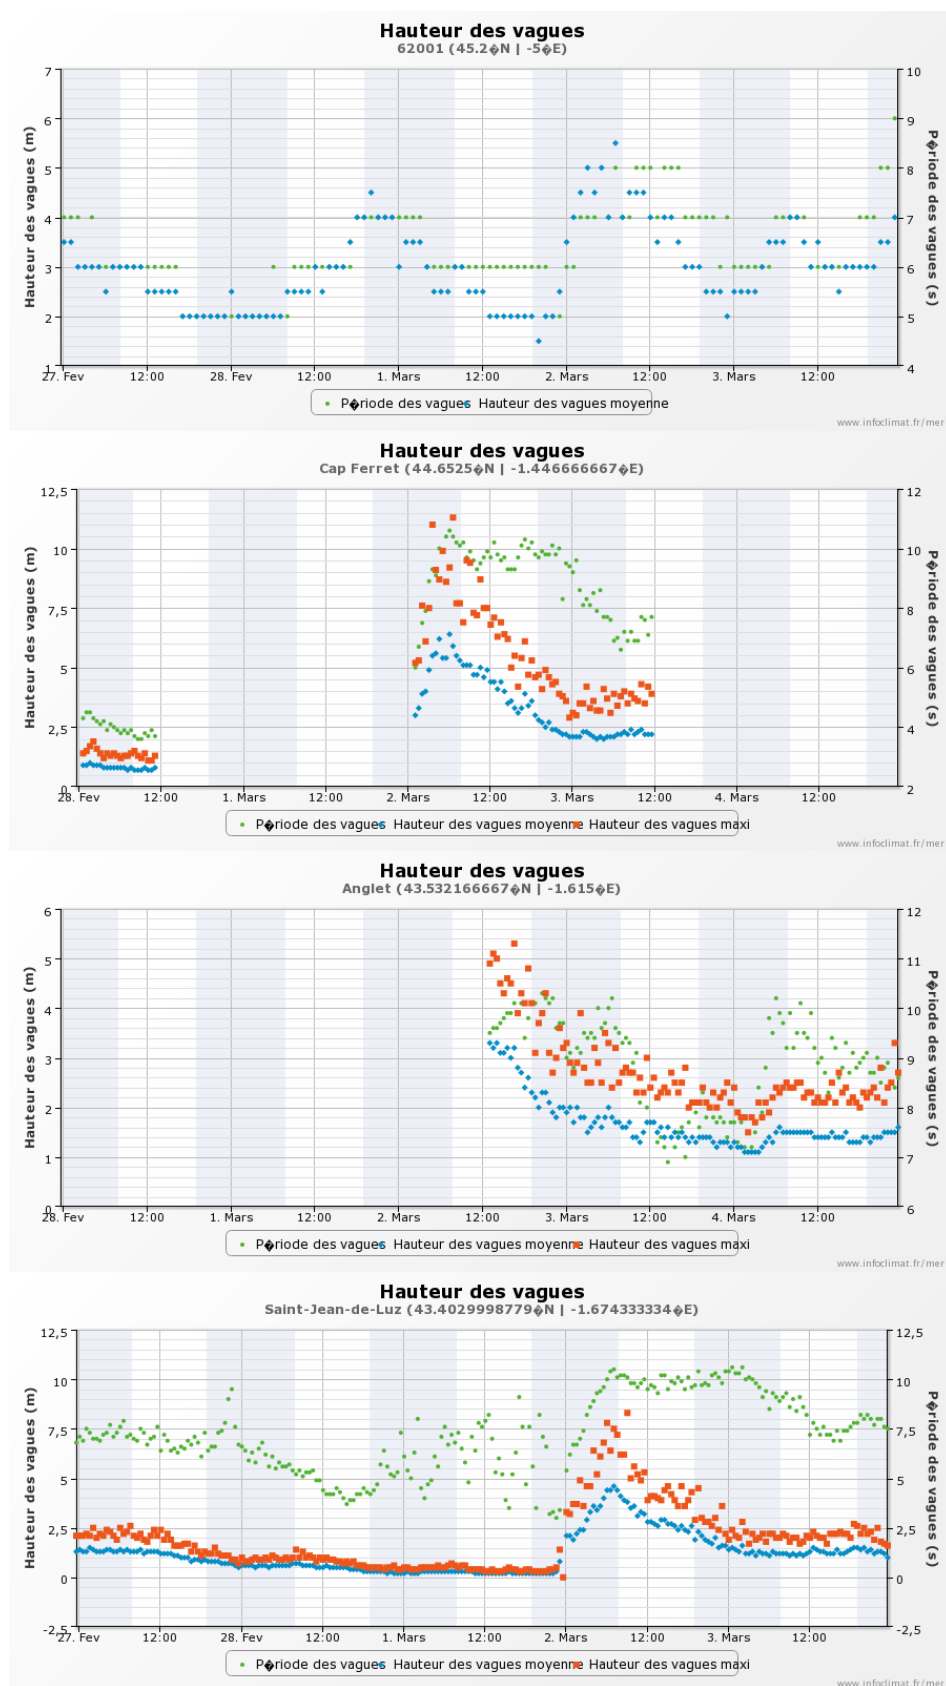 Hauteur des vagues
62001 (45.2�N | -5�E)
7
6
5
4
3
2
1
10
9
8
7
6
5
4
Hauteur des vagues (m)
P�riode des vagues (s)
27. Fev 12:00 28. Fev 12:00 1. Mars 12:00 2. Mars 12:00 3. Mars 12:00
P�riode des vagues Hauteur des vagues moyenne
www.infoclimat.fr/mer
Hauteur des vagues
Cap Ferret (44.6525�N | -1.446666667�E)
12,5
10
7,5
5
2,5
0
12
10
8
6
4
2
Hauteur des vagues (m)
P�riode des vagues (s)
28. Fev 12:00 1. Mars 12:00 2. Mars 12:00 3. Mars 12:00 4. Mars 12:00
P�riode des vagues Hauteur des vagues moyenne Hauteur des vagues maxi
www.infoclimat.fr/mer
Hauteur des vagues
Anglet (43.532166667�N | -1.615�E)
6
5
4
3
2
1
0
12
11
10
9
8
7
6
Hauteur des vagues (m)
P�riode des vagues (s)
28. Fev 12:00 1. Mars 12:00 2. Mars 12:00 3. Mars 12:00 4. Mars 12:00
P�riode des vagues Hauteur des vagues moyenne Hauteur des vagues maxi
www.infoclimat.fr/mer
Hauteur des vagues
Saint-Jean-de-Luz (43.4029998779�N | -1.674333334�E)
12,5
10
7,5
5
2,5
0
-2,5
12,5
10
7,5
5
2,5
0
-2,5
Hauteur des vagues (m)
P�riode des vagues (s)
27. Fev 12:00 28. Fev 12:00 1. Mars 12:00 2. Mars 12:00 3. Mars 12:00
P�riode des vagues Hauteur des vagues moyenne Hauteur des vagues maxi
www.infoclimat.fr/mer